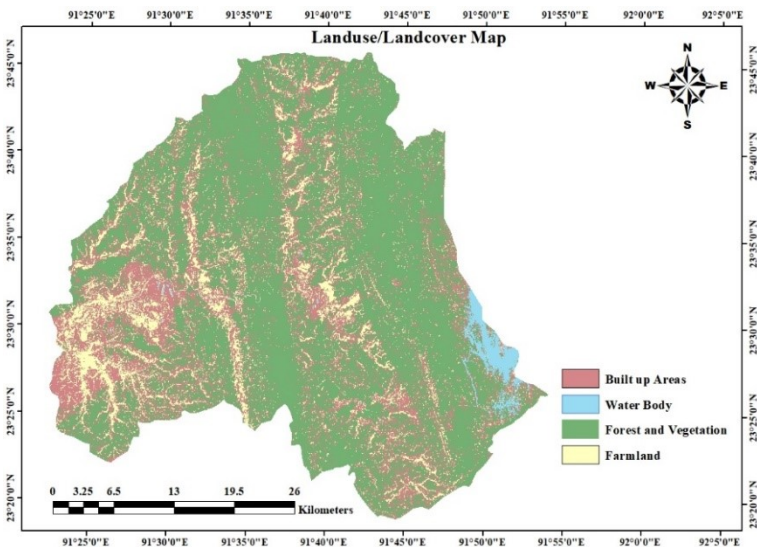 91°25'0"E 91°30'0"E 91°35'0"E 91°40'0"E 91°45'0"E 91°50'0"E 91°55'0"E 92°0'0"E 92°5'0"E
Landuse/Landcover Map
N
W E
S
23°45'0"N 23°45'0"N
23°40'0"N 23°40'0"N
23°35'0"N 23°35'0"N
23°30'0"N 23°30'0"N
23°25'0"N 23°25'0"N
23°20'0"N 23°20'0"N
Built up Areas
Water Body
Forest and Vegetation
Farmland
0 3.25 6.5 13 19.5 26
Kilometers
91°25'0"E 91°30'0"E 91°35'0"E 91°40'0"E 91°45'0"E 91°50'0"E 91°55'0"E 92°0'0"E 92°5'0"E